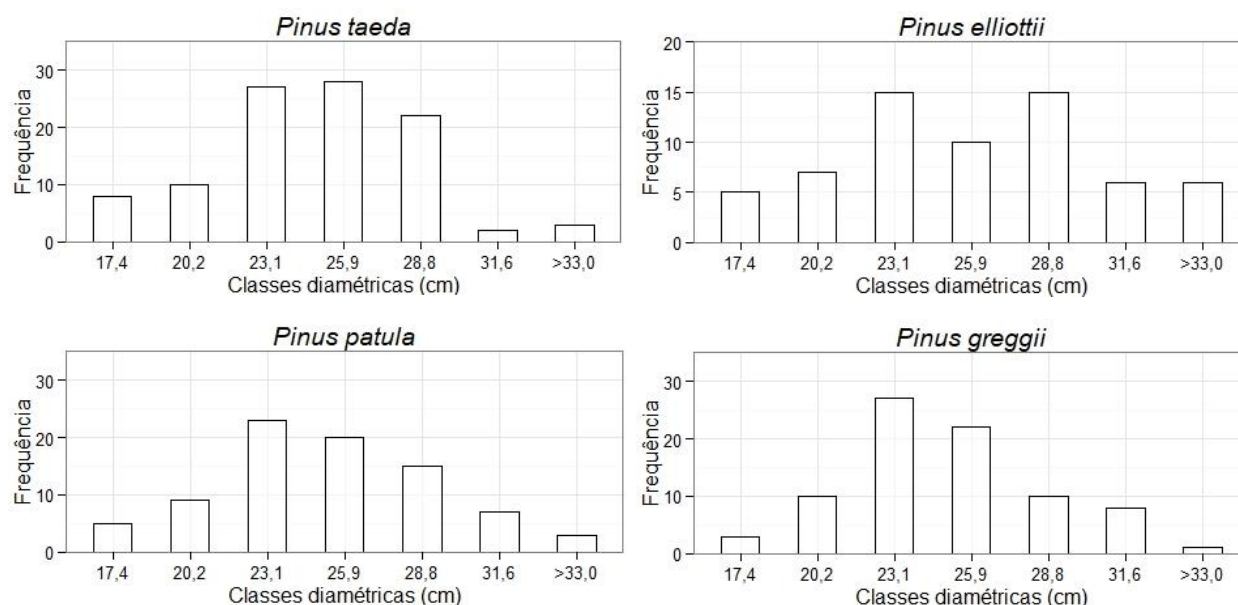 Pinus taeda
Frequência
30
20
10
0
17,4 20,2 23,1 25,9 28,8 31,6 >33,0
Classes diamétricas (cm)
Pinus elliottii
Frequência
20
15
10
5
0
17,4 20,2 23,1 25,9 28,8 31,6 >33,0
Classes diamétricas (cm)
Pinus patula
Frequência
30
20
10
0
17,4 20,2 23,1 25,9 28,8 31,6 >33,0
Classes diamétricas (cm)
Pinus greggii
Frequência
30
20
10
0
17,4 20,2 23,1 25,9 28,8 31,6 >33,0
Classes diamétricas (cm)